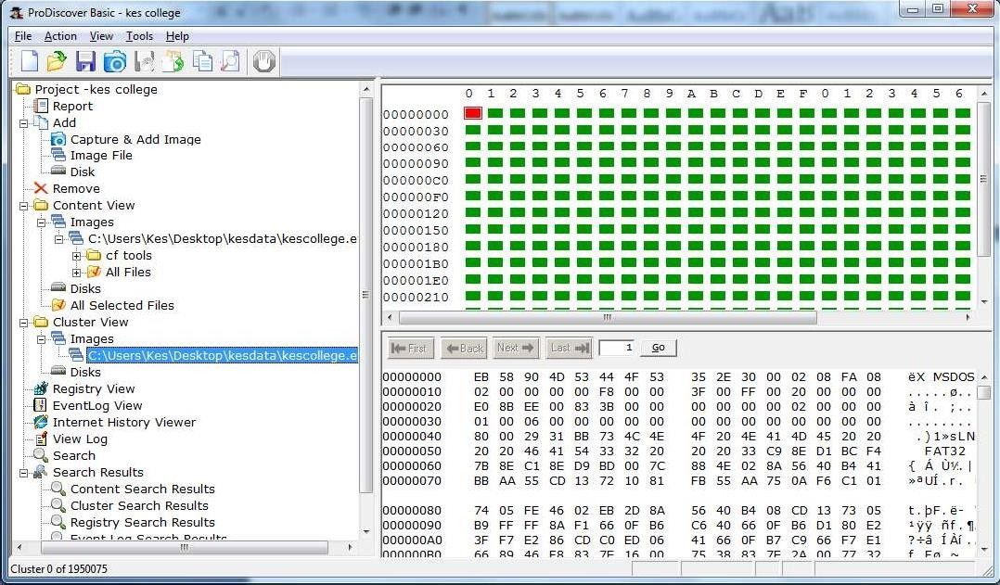 ProDiscover Basic - kes college
File Action View Tools Help
Project -kes college
Report
Add
Capture & Add Image
Image File
Disk
Remove
Content View
Images
C:\Users\Kes\Desktop\kesdata\kescollege.e
cf tools
All Files
Disks
All Selected Files
Cluster View
Images
C:\Users\Kes\Desktop\kesdata\kescollege.e
Disks
Registry View
EventLog View
Internet History Viewer
View Log
Search
Search Results
Content Search Results
Cluster Search Results
Registry Search Results
Event Log Search Results
0 1 2 3 4 5 6 7 8 9 A B C D E F 0 1 2 3 4 5 6
00000000
00000030
00000060
00000090
000000C0
000000F0
00000120
00000150
00000180
000001B0
000001E0
00000210
First Back Next Last 1 Go
00000000 EB 58 90 4D 53 44 4F 53 35 2E 30 00 02 08 FA 08 ëX MSDOS
00000010 02 00 00 00 00 F8 00 00 3F 00 FF 00 20 00 00 00 .....ø..
00000020 E0 8B EE 00 83 3B 00 00 00 00 00 00 02 00 00 00 à î. ;..
00000030 01 00 06 00 00 00 00 00 00 00 00 00 00 00 00 00 ........
00000040 80 00 29 31 BB 73 4C 4E 4F 20 4E 41 4D 45 20 20 .)1»sLN
00000050 20 20 46 41 54 33 32 20 20 20 33 C9 8E D1 BC F4 FAT32
00000060 7B 8E C1 8E D9 BD 00 7C 88 4E 02 8A 56 40 B4 41 { Á Ù½.|
00000070 BB AA 55 CD 13 72 10 81 FB 55 AA 75 0A F6 C1 01 »ªUÍ.r.
00000080 74 05 FE 46 02 EB 2D 8A 56 40 B4 08 CD 13 73 05 t.þF.ë-
00000090 B9 FF FF 8A F1 66 0F B6 C6 40 66 0F B6 D1 80 E2 ¹ÿÿ ñf.¶
000000A0 3F F7 E2 86 CD C0 ED 06 41 66 0F B7 C9 66 F7 E1 ?÷â ÍÀí.
000000B0 66 89 46 F8 83 7E 16 00 75 38 83 7E 2A 00 77 32 f Fø ~.
Cluster 0 of 1950075